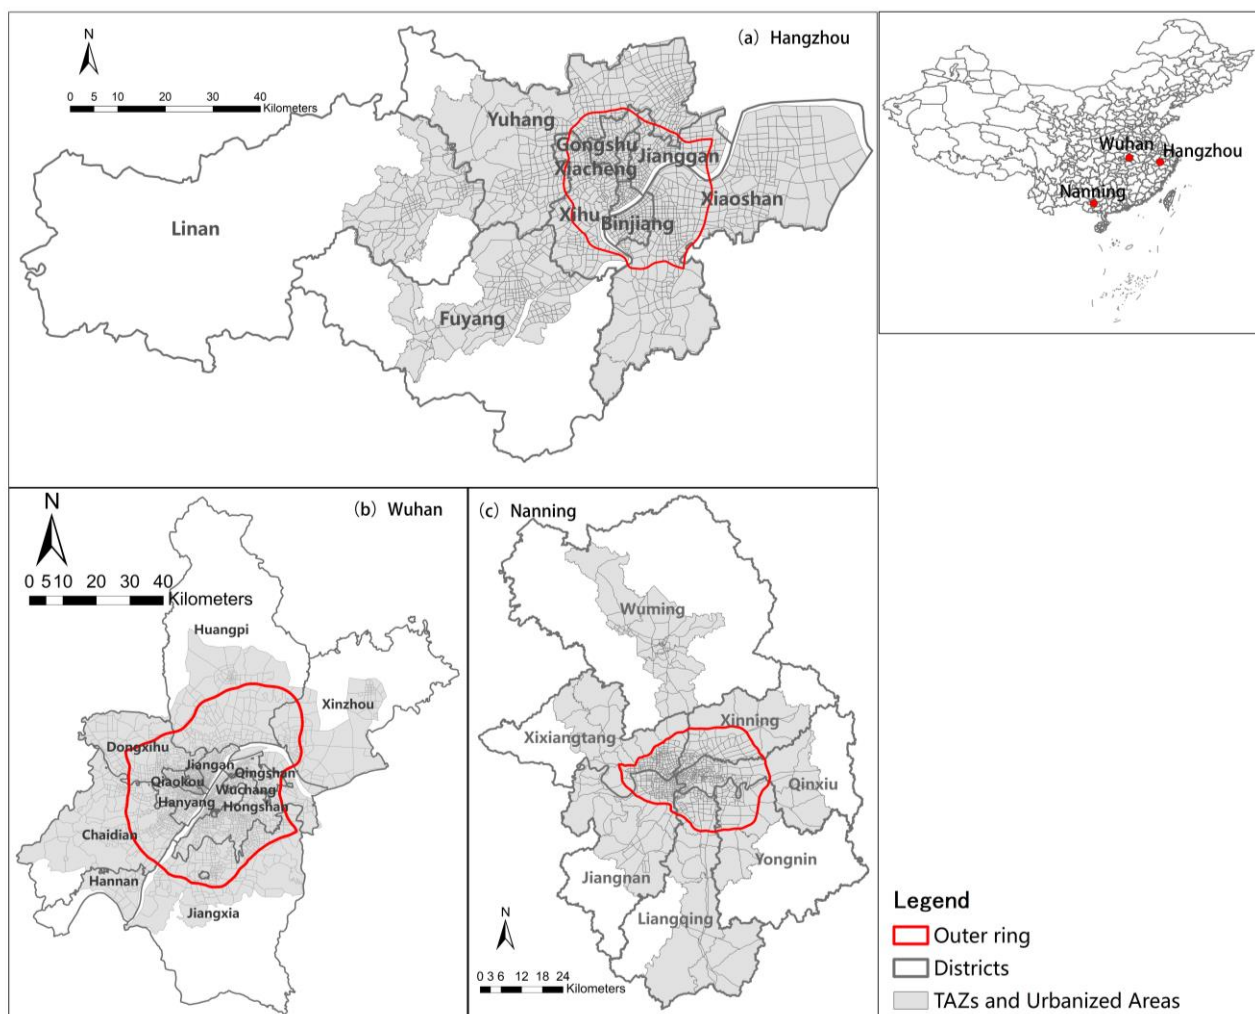 (a) Hangzhou
N
0 5 10 20 30 40
Kilometers
Yuhang
Gongshu
Jianggan
Xiacheng
Linan
Xihu
Binjiang
Xiaoshan
Fuyang
Wuhan
Hangzhou
Nanning
(b) Wuhan
N
0 5 10 20 30 40
Kilometers
Huangpi
Xinzhou
Dongxihu
Jiangan
Qingshan
Qiaokou
Wuchang
Hanyang
Hongshan
Chaidian
Hannan
Jiangxia
(c) Nanning
Wuming
Xinning
Xixiangtang
Qinxiu
Yongnin
Jiangnan
Liangqing
N
0 3 6 12 18 24
Kilometers
Legend
Outer ring
Districts
TAZs and Urbanized Areas